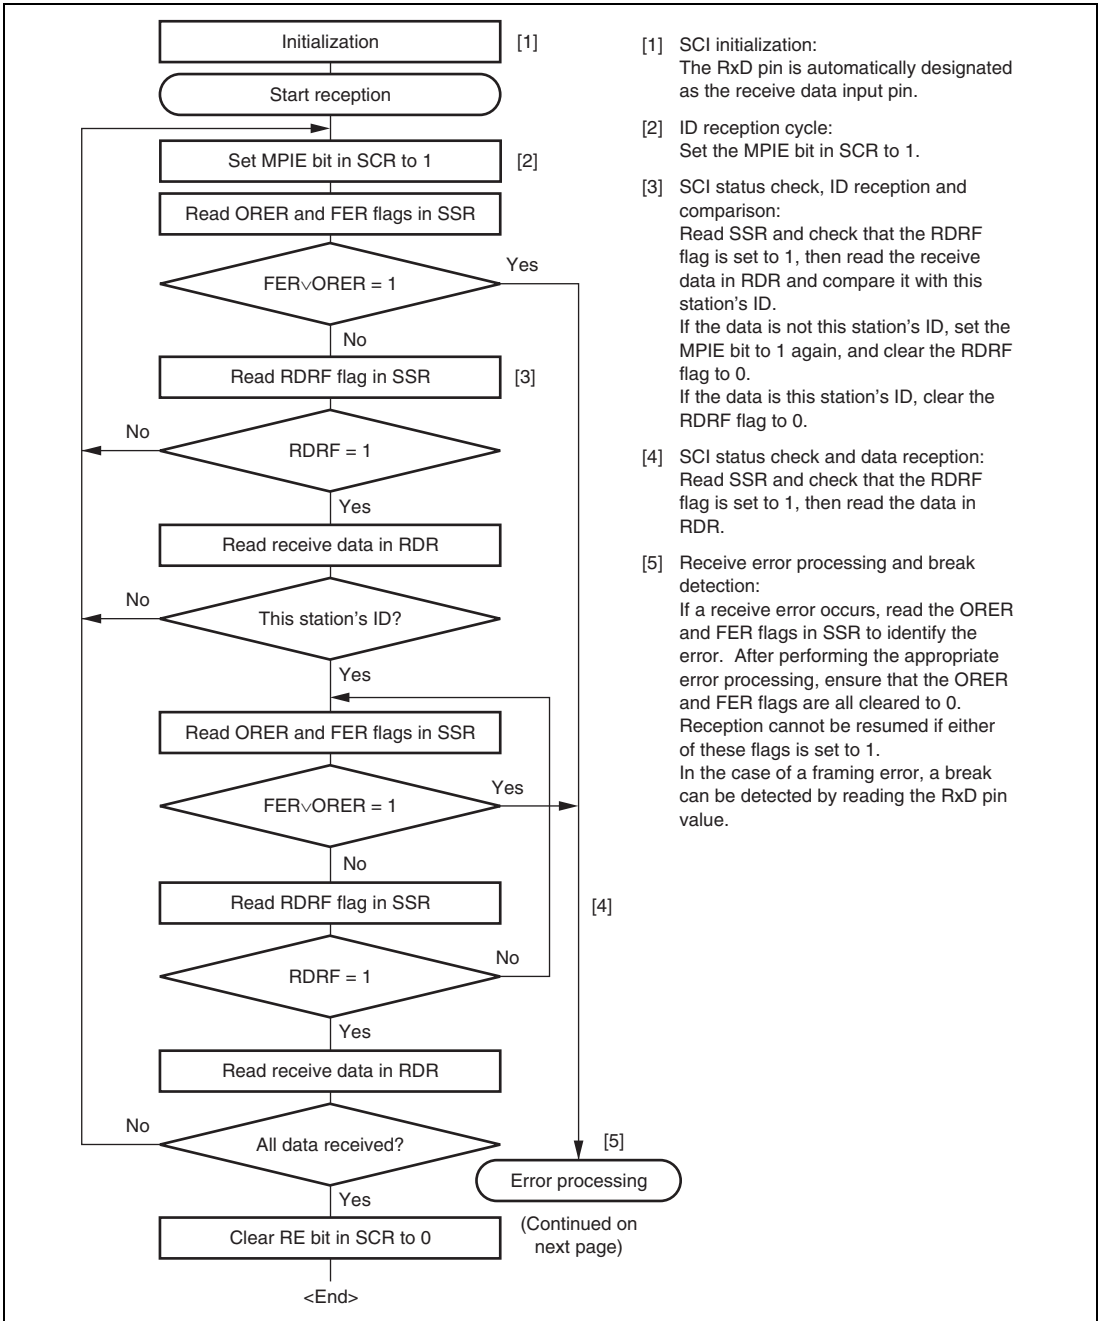 Initialization
[1]
Start reception
Set MPIE bit in SCR to 1
[2]
Read ORER and FER flags in SSR
FER∨ORER = 1
Yes
No
Read RDRF flag in SSR
[3]
RDRF = 1
No
Yes
Read receive data in RDR
This station's ID?
No
Yes
Read ORER and FER flags in SSR
FER∨ORER = 1
Yes
No
Read RDRF flag in SSR
[4]
RDRF = 1
No
Yes
Read receive data in RDR
All data received?
No
Yes
[5]
Error processing
(Continued on
next page)
Clear RE bit in SCR to 0
<End>
[1] SCI initialization:
The RxD pin is automatically designated
as the receive data input pin.
[2] ID reception cycle:
Set the MPIE bit in SCR to 1.
[3] SCI status check, ID reception and
comparison:
Read SSR and check that the RDRF
flag is set to 1, then read the receive
data in RDR and compare it with this
station's ID.
If the data is not this station's ID, set the
MPIE bit to 1 again, and clear the RDRF
flag to 0.
If the data is this station's ID, clear the
RDRF flag to 0.
[4] SCI status check and data reception:
Read SSR and check that the RDRF
flag is set to 1, then read the data in
RDR.
[5] Receive error processing and break
detection:
If a receive error occurs, read the ORER
and FER flags in SSR to identify the
error. After performing the appropriate
error processing, ensure that the ORER
and FER flags are all cleared to 0.
Reception cannot be resumed if either
of these flags is set to 1.
In the case of a framing error, a break
can be detected by reading the RxD pin
value.